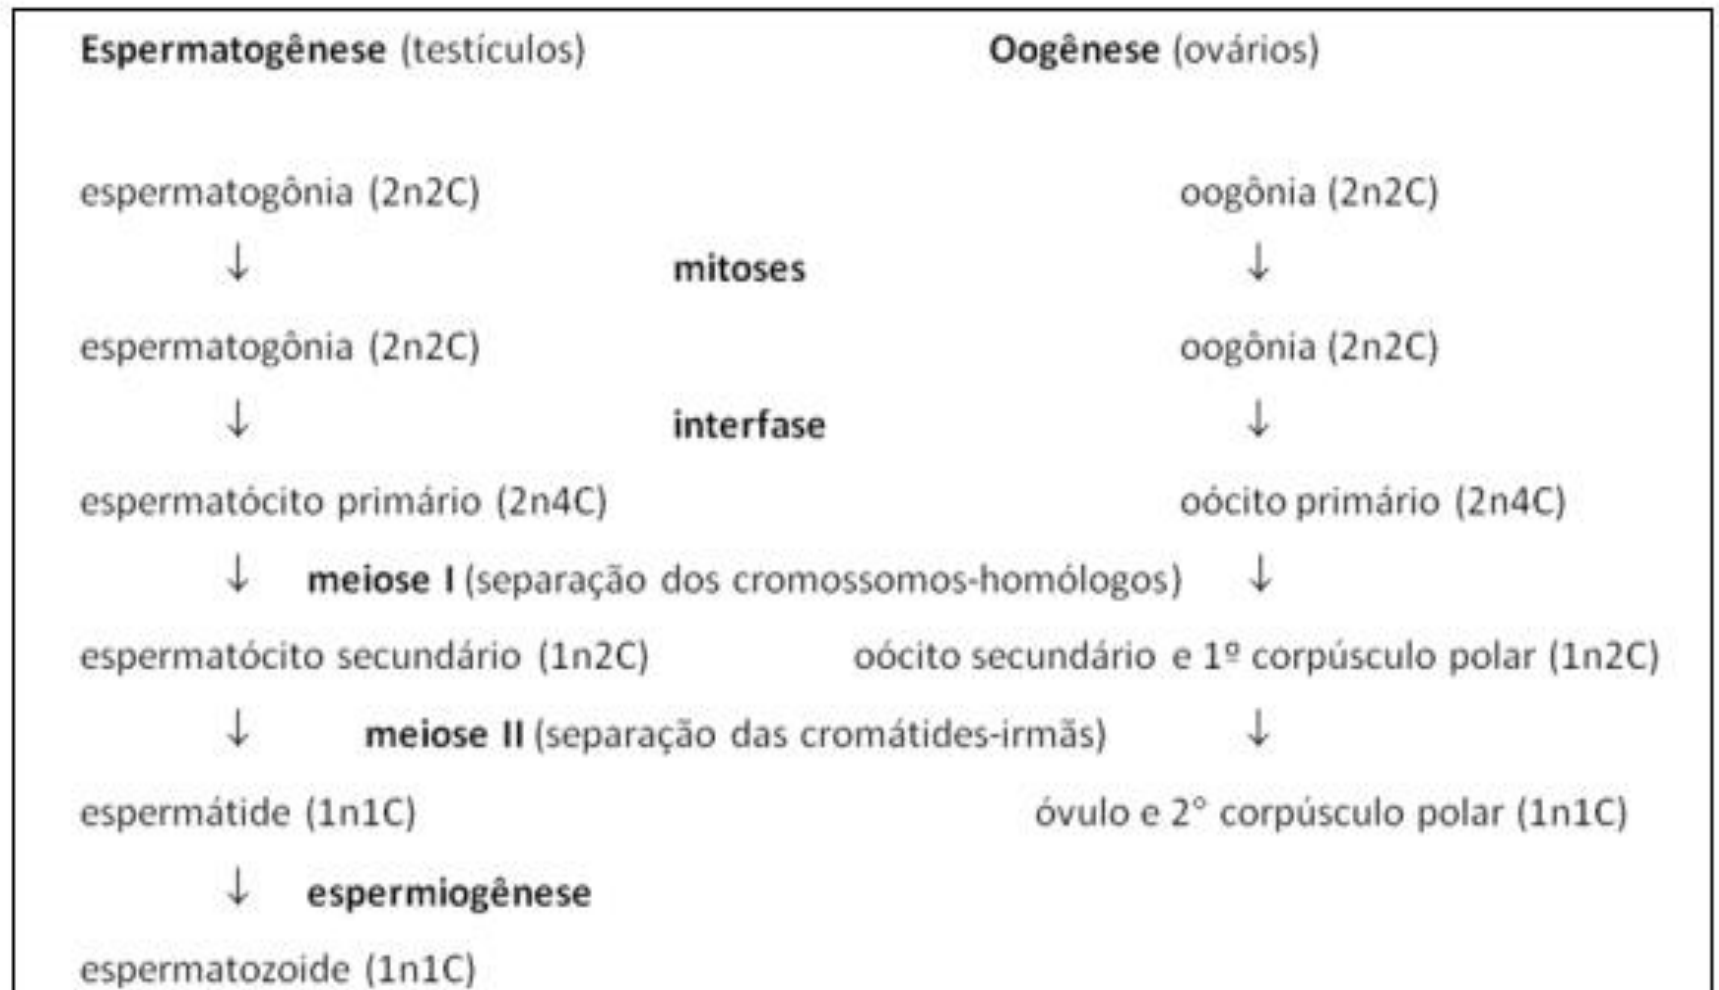 Espermatogênese (testículos) Oogênese (ovários)
espermatogônia (2n2C) oogônia (2n2C)
↓ mitoses ↓
espermatogônia (2n2C) oogônia (2n2C)
↓ interfase ↓
espermatócito primário (2n4C) oócito primário (2n4C)
↓ meiose I (separação dos cromossomos-homólogos) ↓
espermatócito secundário (1n2C) oócito secundário e 1º corpúsculo polar (1n2C)
↓ meiose II (separação das cromátides-irmãs) ↓
espermátide (1n1C) óvulo e 2° corpúsculo polar (1n1C)
↓ espermiogênese
espermatozoide (1n1C)